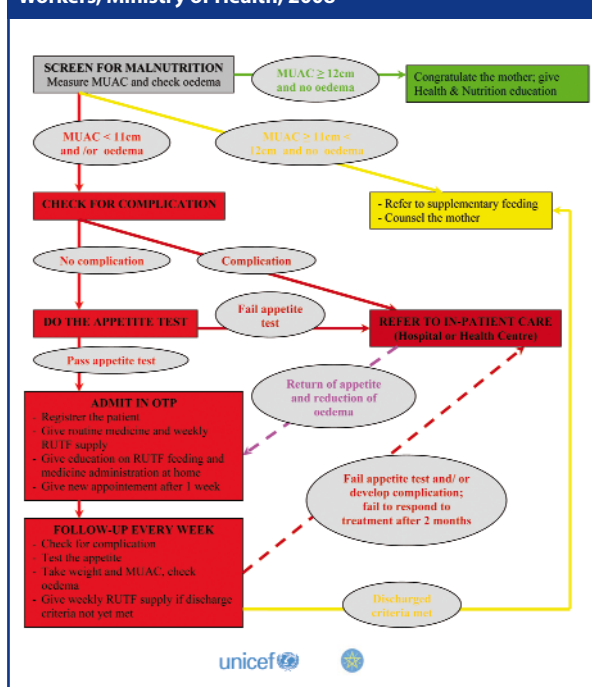 workers, Ministry of Health, 2008
SCREEN FOR MALNUTRITION
Measure MUAC and check oedema
MUAC ≥ 12cm
and no oedema
Congratulate the mother; give
Health & Nutrition education
MUAC < 11cm
and /or oedema
MUAC ≥ 11cm <
12cm and no oedema
CHECK FOR COMPLICATION
- Refer to supplementary feeding
- Counsel the mother
No complication
Complication
DO THE APPETITE TEST
Fail appetite
test
REFER TO IN-PATIENT CARE
(Hospital or Health Centre)
Pass appetite test
Return of appetite
and reduction of
oedema
ADMIT IN OTP
- Registrer the patient
- Give routine medicine and weekly
RUTF supply
- Give education on RUTF feeding and
medicine administration at home
- Give new appointement after 1 week
Fail appetite test and/ or
develop complication;
fail to respond to
treatment after 2 months
FOLLOW-UP EVERY WEEK
- Check for complication
- Test the appetite
- Take weight and MUAC, check
oedema
- Give weekly RUTF supply if discharge
criteria not yet met
Discharged
criteria met
unicef